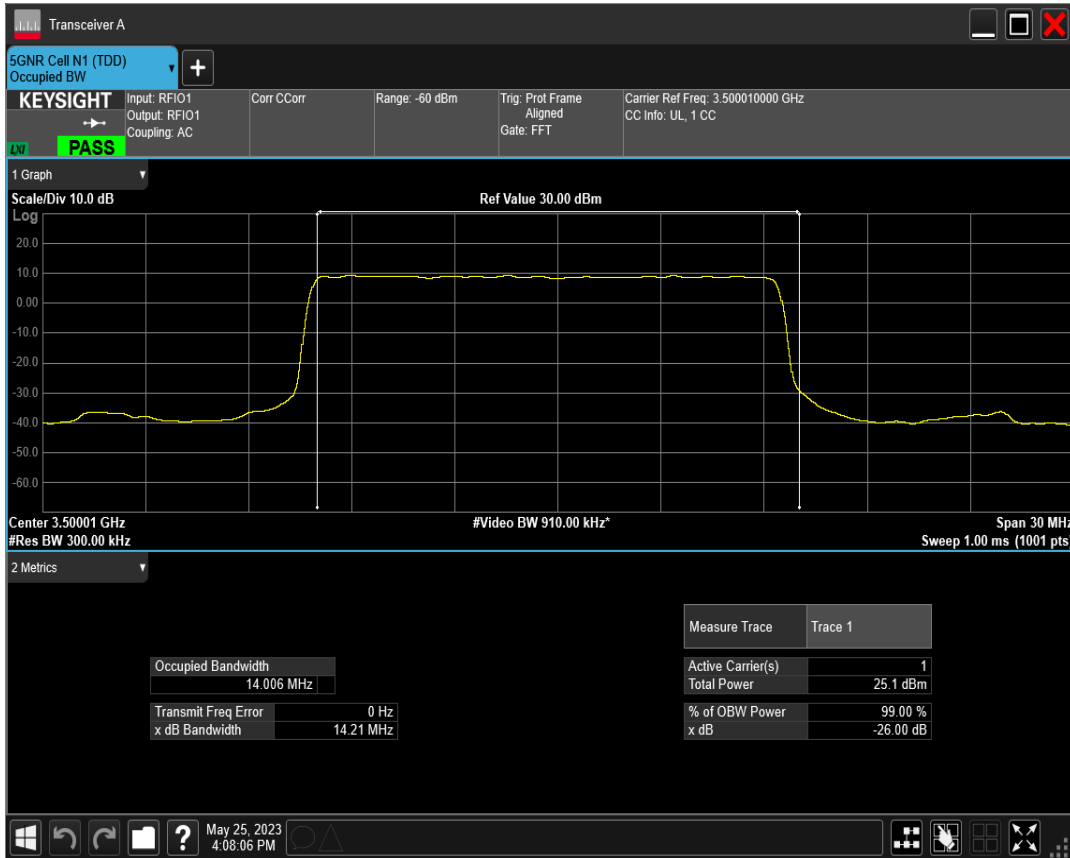 Transceiver A
5GNR Cell N1 (TDD)
Occupied BW
+
KEYSIGHT
LXI
PASS
Input: RFIO1
Output: RFIO1
Coupling: AC
Corr CCorr
Range: -60 dBm
Trig: Prot Frame
Aligned
Gate: FFT
Carrier Ref Freq: 3.500010000 GHz
CC Info: UL, 1 CC
1 Graph
Scale/Div 10.0 dB
Ref Value 30.00 dBm
Log
20.0
10.0
0.00
-10.0
-20.0
-30.0
-40.0
-50.0
-60.0
Center 3.50001 GHz
#Video BW 910.00 kHz*
Span 30 MHz
#Res BW 300.00 kHz
Sweep 1.00 ms (1001 pts)
2 Metrics
Measure Trace Trace 1
Occupied Bandwidth
14.006 MHz
Active Carrier(s) 1
Total Power 25.1 dBm
Transmit Freq Error 0 Hz
x dB Bandwidth 14.21 MHz
% of OBW Power 99.00 %
x dB -26.00 dB
?
May 25, 2023
4:08:06 PM